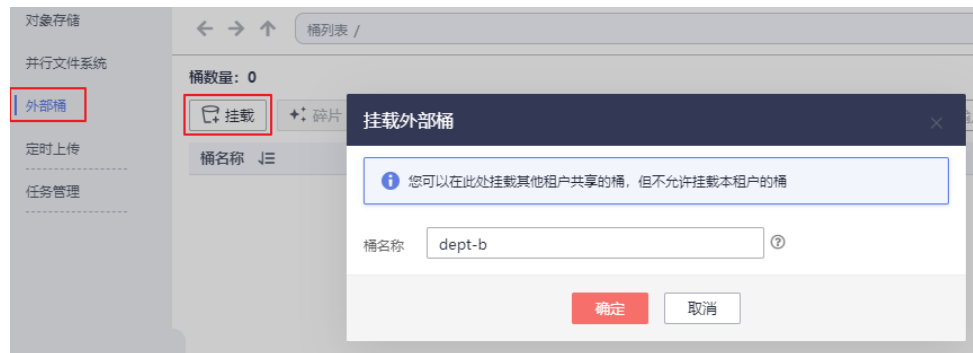 对象存储
并行文件系统
外部桶
定时上传
任务管理
桶列表 /
桶数量: 0
挂载
碎片
桶名称
挂载外部桶
您可以在此处挂载其他租户共享的桶，但不允许挂载本租户的桶
桶名称 dept-b
确定 取消